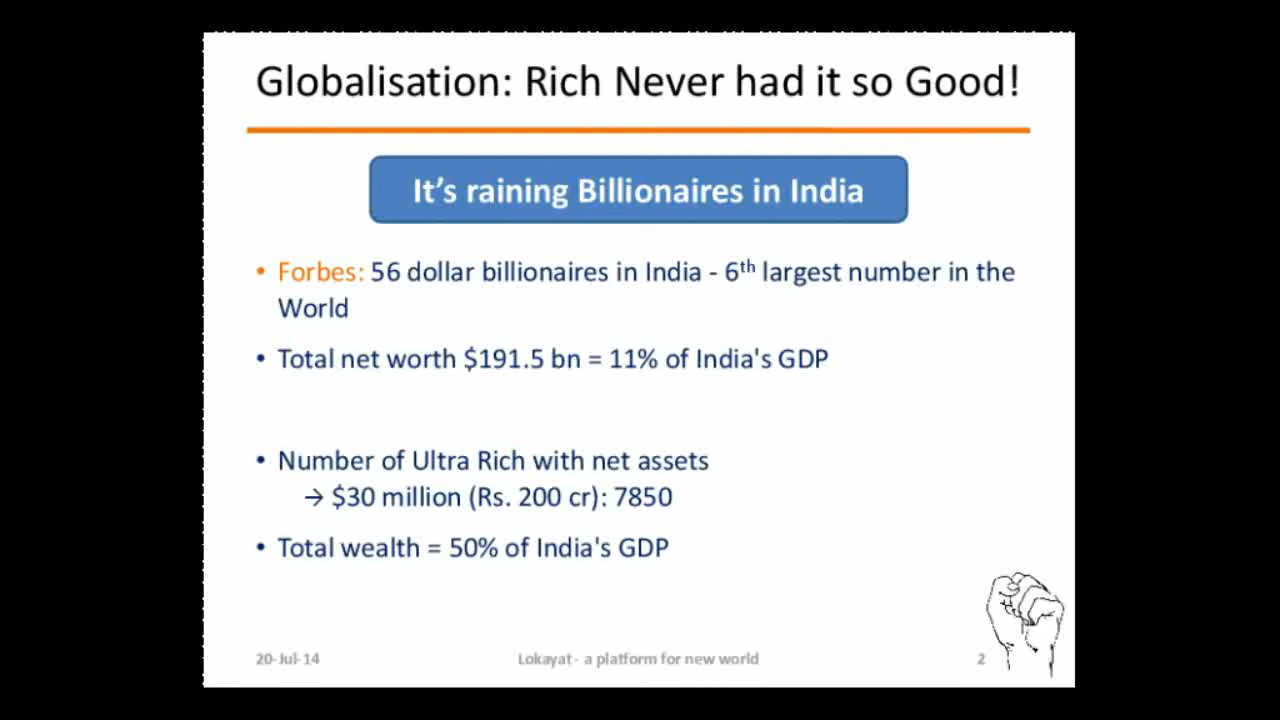 Globalisation: Rich Never had it so Good!
It's raining Billionaires in India
• Forbes: 56 dollar billionaires in India - 6th largest number in the
World
• Total net worth $191.5 bn = 11% of India's GDP
• Number of Ultra Rich with net assets
→ $30 million (Rs. 200 cr): 7850
• Total wealth = 50% of India's GDP
20-Jul-14 Lokayat - a platform for new world 2